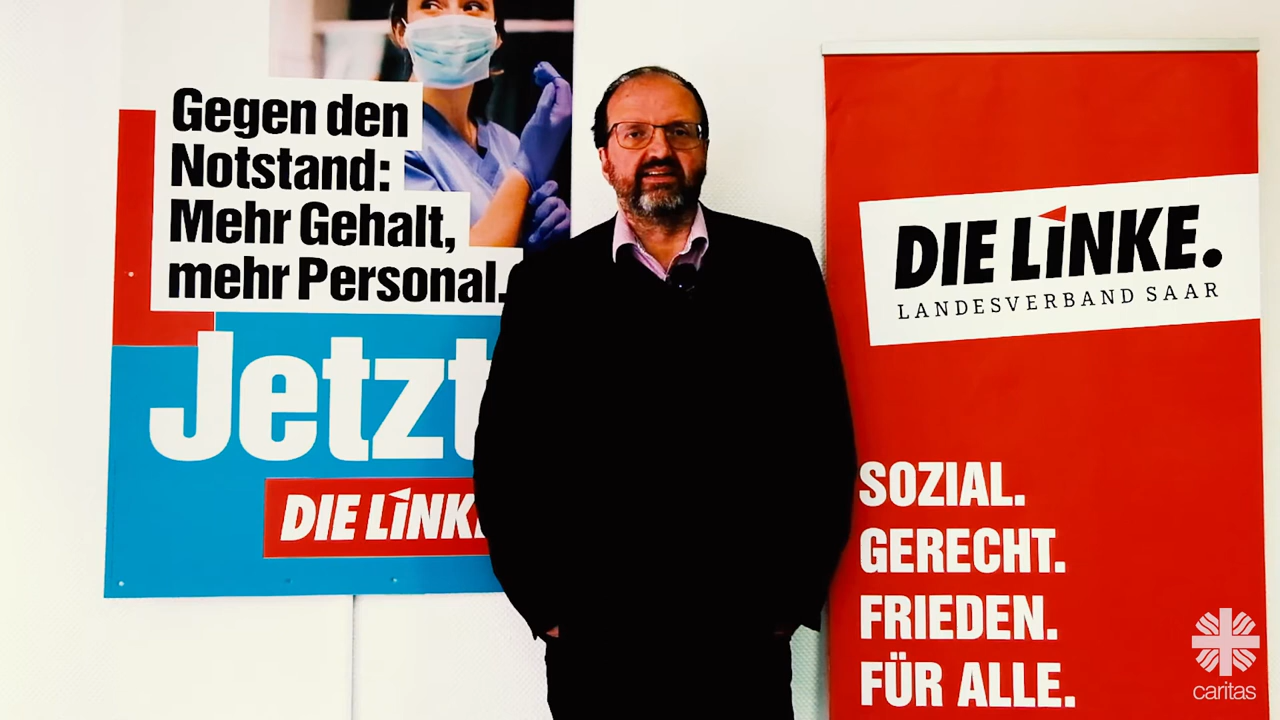 Gegen den
Notstand:
Mehr Gehalt,
mehr Personal.
Jetzt
DIE LINKE
DIE LINKE.
LANDESVERBAND SAAR
SOZIAL.
GERECHT.
FRIEDEN.
FÜR ALLE.
caritas